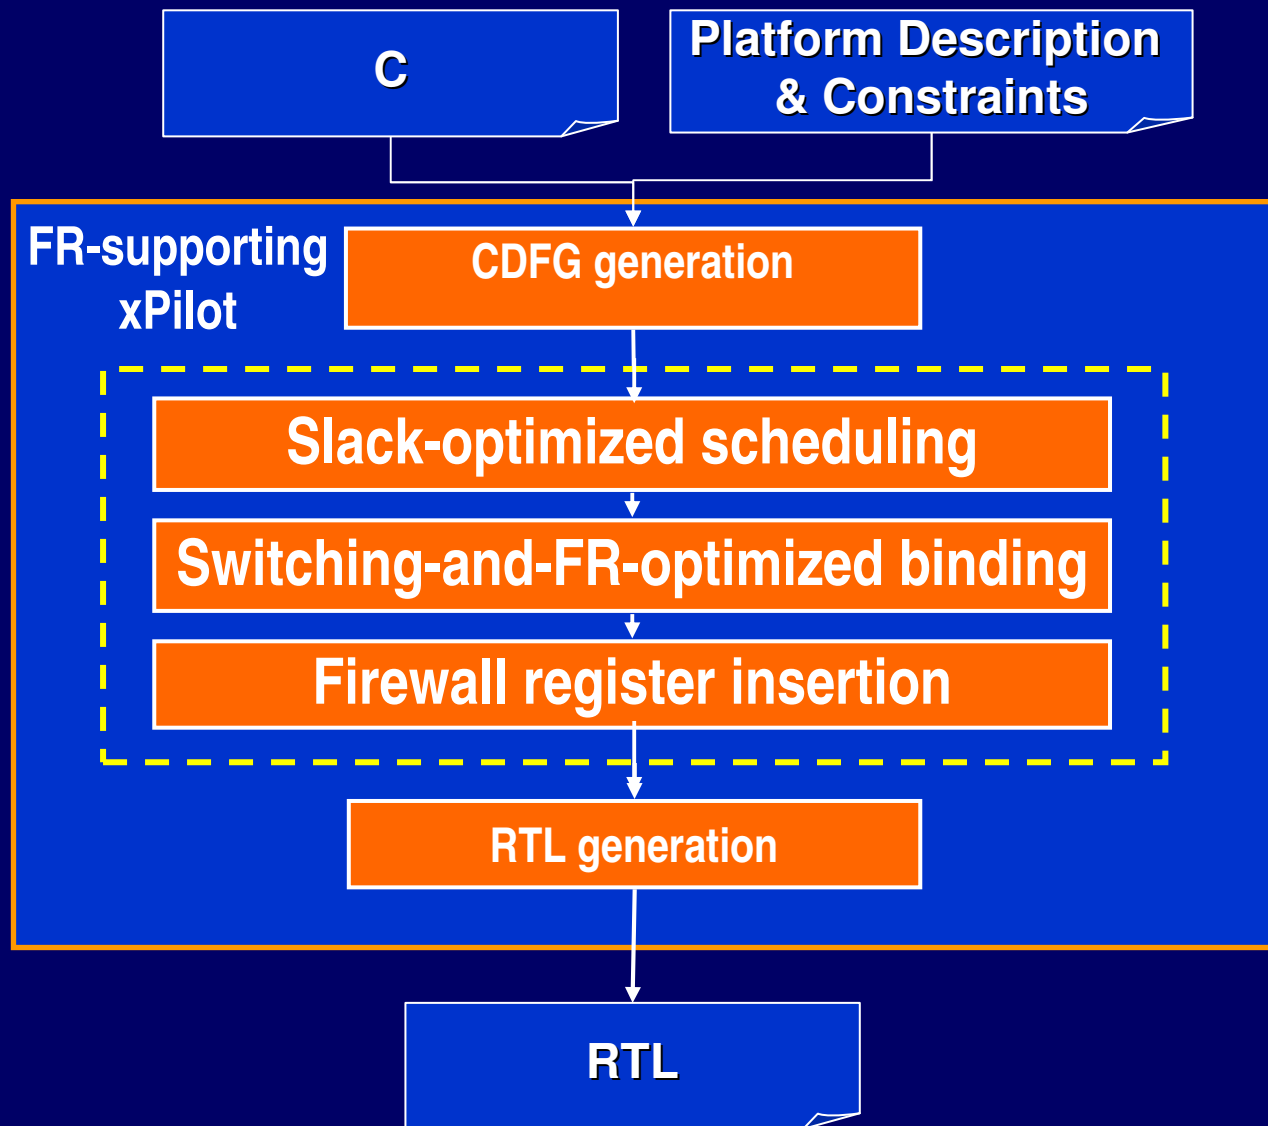 C
Platform Description
& Constraints
FR-supporting
xPilot
CDFG generation
Slack-optimized scheduling
Switching-and-FR-optimized binding
Firewall register insertion
RTL generation
RTL